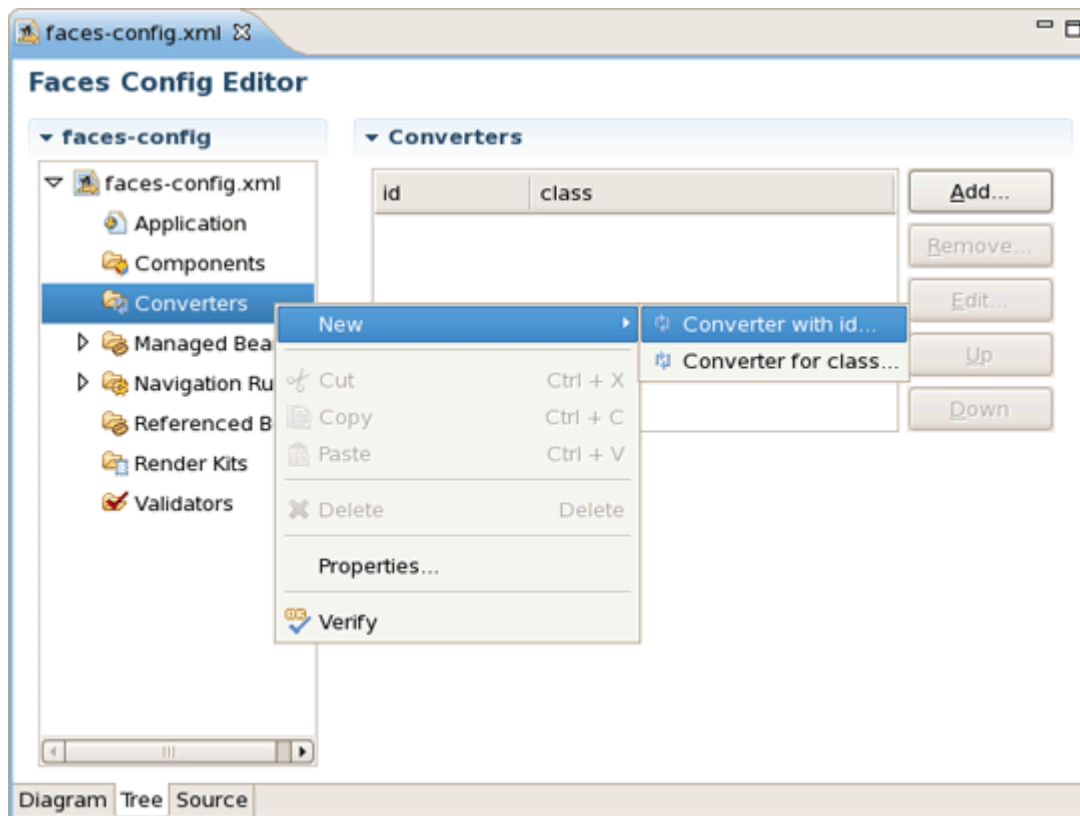 faces-config.xml
Faces Config Editor
faces-config
Converters
faces-config.xml
id class
Add...
Application
Remove...
Components
Converters
Edit...
New
Converter with id...
Managed Bea
Up
Converter for class...
Navigation Ru
Cut Ctrl + X
Referenced B
Copy Ctrl + C
Down
Render Kits
Paste Ctrl + V
Validators
Delete Delete
Properties...
Verify
Diagram Tree Source